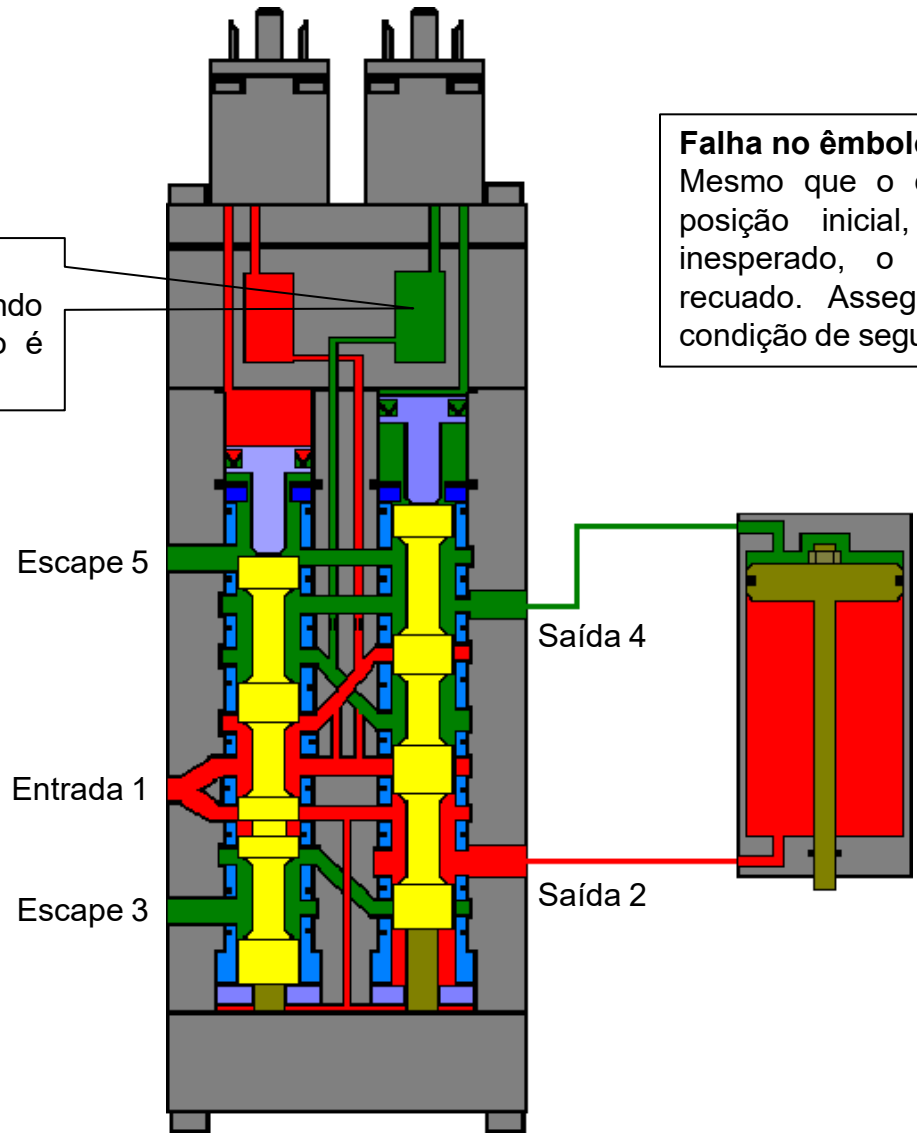 Falha no êmbolo
Mesmo que o
posição inicial,
inesperado, o
recuado. Asseg
condição de segu
ndo
o é
Escape 5
Saída 4
Entrada 1
Saída 2
Escape 3